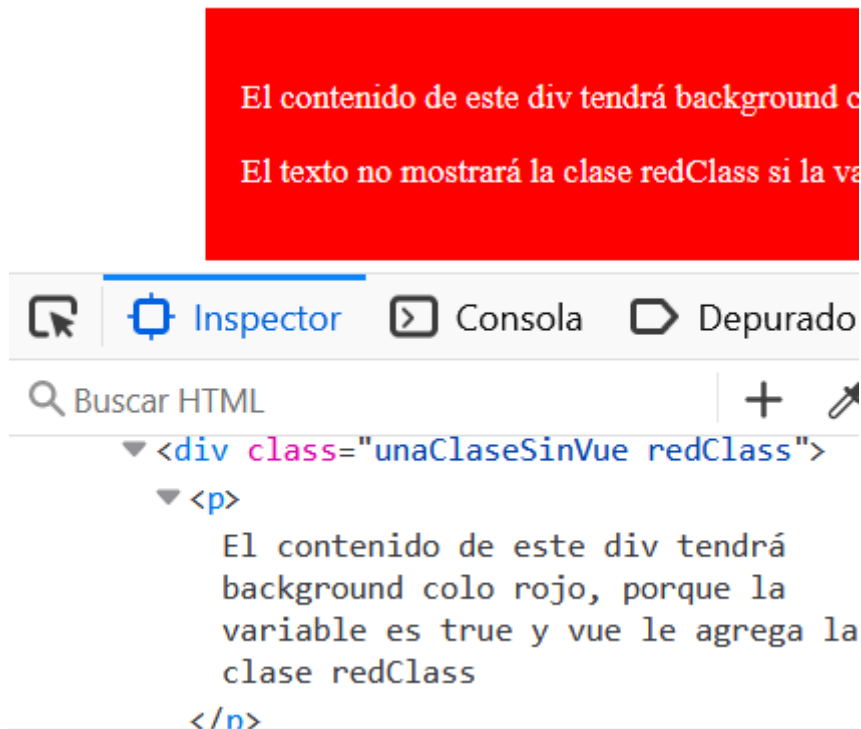 El contenido de este div tendrá background
El texto no mostrará la clase redClass si la
Inspector Consola Depurado
Buscar HTML
<div class="unaClaseSinVue redClass">
<p>
El contenido de este div tendrá
background colo rojo, porque la
variable es true y vue le agrega la
clase redClass
</p>